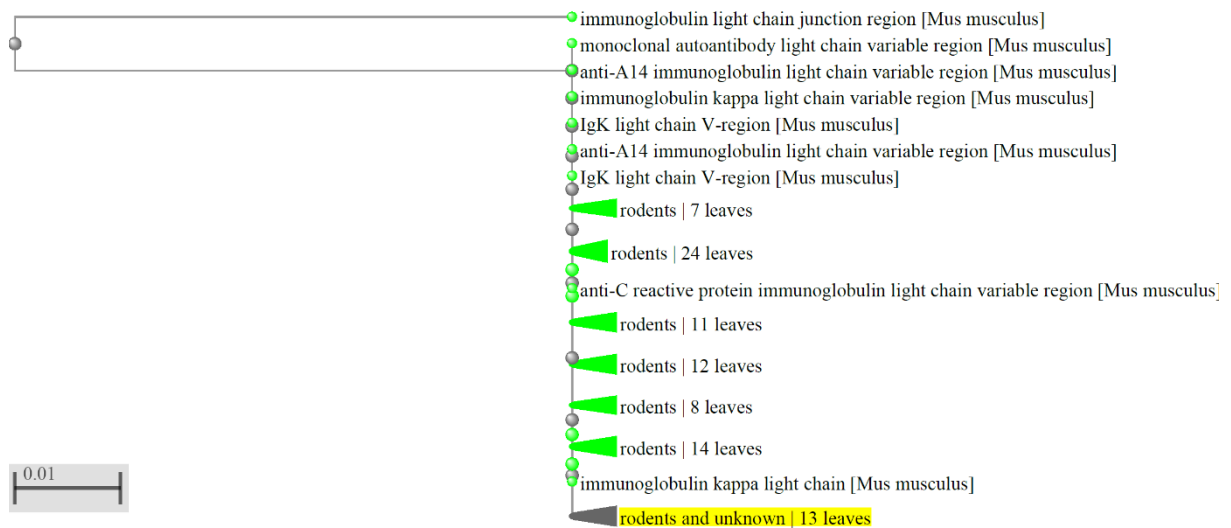 immunoglobulin light chain junction region [Mus musculus]
monoclonal autoantibody light chain variable region [Mus musculus]
anti-A14 immunoglobulin light chain variable region [Mus musculus]
immunoglobulin kappa light chain variable region [Mus musculus]
IgK light chain V-region [Mus musculus]
anti-A14 immunoglobulin light chain variable region [Mus musculus]
IgK light chain V-region [Mus musculus]
rodents | 7 leaves
rodents | 24 leaves
anti-C reactive protein immunoglobulin light chain variable region [Mus musculus]
rodents | 11 leaves
rodents | 12 leaves
rodents | 8 leaves
rodents | 14 leaves
0.01
immunoglobulin kappa light chain [Mus musculus]
rodents and unknown | 13 leaves